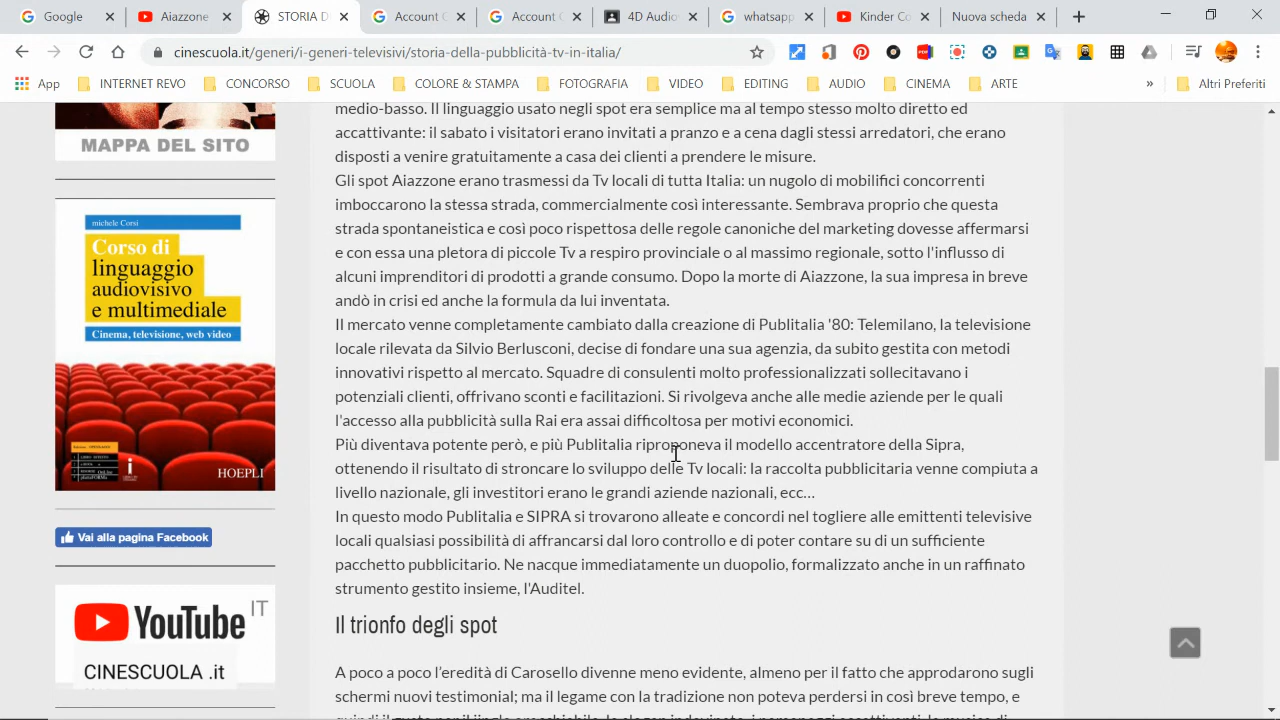 Google
Aiazzone
STORIA D
Account G
Account G
4D Audio
whatsapp
Kinder Co
Nuova scheda
cinescuola.it/generi/i-generi-televisivi/storia-della-pubblicità-tv-in-italia/
App
INTERNET REVO
CONCORSO
SCUOLA
COLORE & STAMPA
FOTOGRAFIA
VIDEO
EDITING
AUDIO
CINEMA
ARTE
»
Altri Preferiti
MAPPA DEL SITO
michele Corsi
Corso di
linguaggio
audiovisivo
e multimediale
Cinema, televisione, web video
HOEPLI
Vai alla pagina Facebook
YouTube IT
CINESCUOLA .it
medio-basso. Il linguaggio usato negli spot era semplice ma al tempo stesso molto diretto ed
accattivante: il sabato i visitatori erano invitati a pranzo e a cena dagli stessi arredatori, che erano
disposti a venire gratuitamente a casa dei clienti a prendere le misure.
Gli spot Aiazzone erano trasmessi da Tv locali di tutta Italia: un nugolo di mobilifici concorrenti
imboccarono la stessa strada, commercialmente così interessante. Sembrava proprio che questa
strada spontaneistica e così poco rispettosa delle regole canoniche del marketing dovesse affermarsi
e con essa una pletora di piccole Tv a respiro provinciale o al massimo regionale, sotto l'influsso di
alcuni imprenditori di prodotti a grande consumo. Dopo la morte di Aiazzone, la sua impresa in breve
andò in crisi ed anche la formula da lui inventata.
Il mercato venne completamente cambiato dalla creazione di Publitalia '80: Telemilano, la televisione
locale rilevata da Silvio Berlusconi, decise di fondare una sua agenzia, da subito gestita con metodi
innovativi rispetto al mercato. Squadre di consulenti molto professionalizzati sollecitavano i
potenziali clienti, offrivano sconti e facilitazioni. Si rivolgeva anche alle medie aziende per le quali
l'accesso alla pubblicità sulla Rai era assai difficoltosa per motivi economici.
Più diventava potente però più Publitalia riproponeva il modello accentratore della Sipra,
ottenendo il risultato di stroncare lo sviluppo delle Tv locali: la raccolta pubblicitaria venne compiuta a
livello nazionale, gli investitori erano le grandi aziende nazionali, ecc...
In questo modo Publitalia e SIPRA si trovarono alleate e concordi nel togliere alle emittenti televisive
locali qualsiasi possibilità di affrancarsi dal loro controllo e di poter contare su di un sufficiente
pacchetto pubblicitario. Ne nacque immediatamente un duopolio, formalizzato anche in un raffinato
strumento gestito insieme, l'Auditel.
Il trionfo degli spot
A poco a poco l'eredità di Carosello divenne meno evidente, almeno per il fatto che approdarono sugli
schermi nuovi testimonial; ma il legame con la tradizione non poteva perdersi in così breve tempo, e